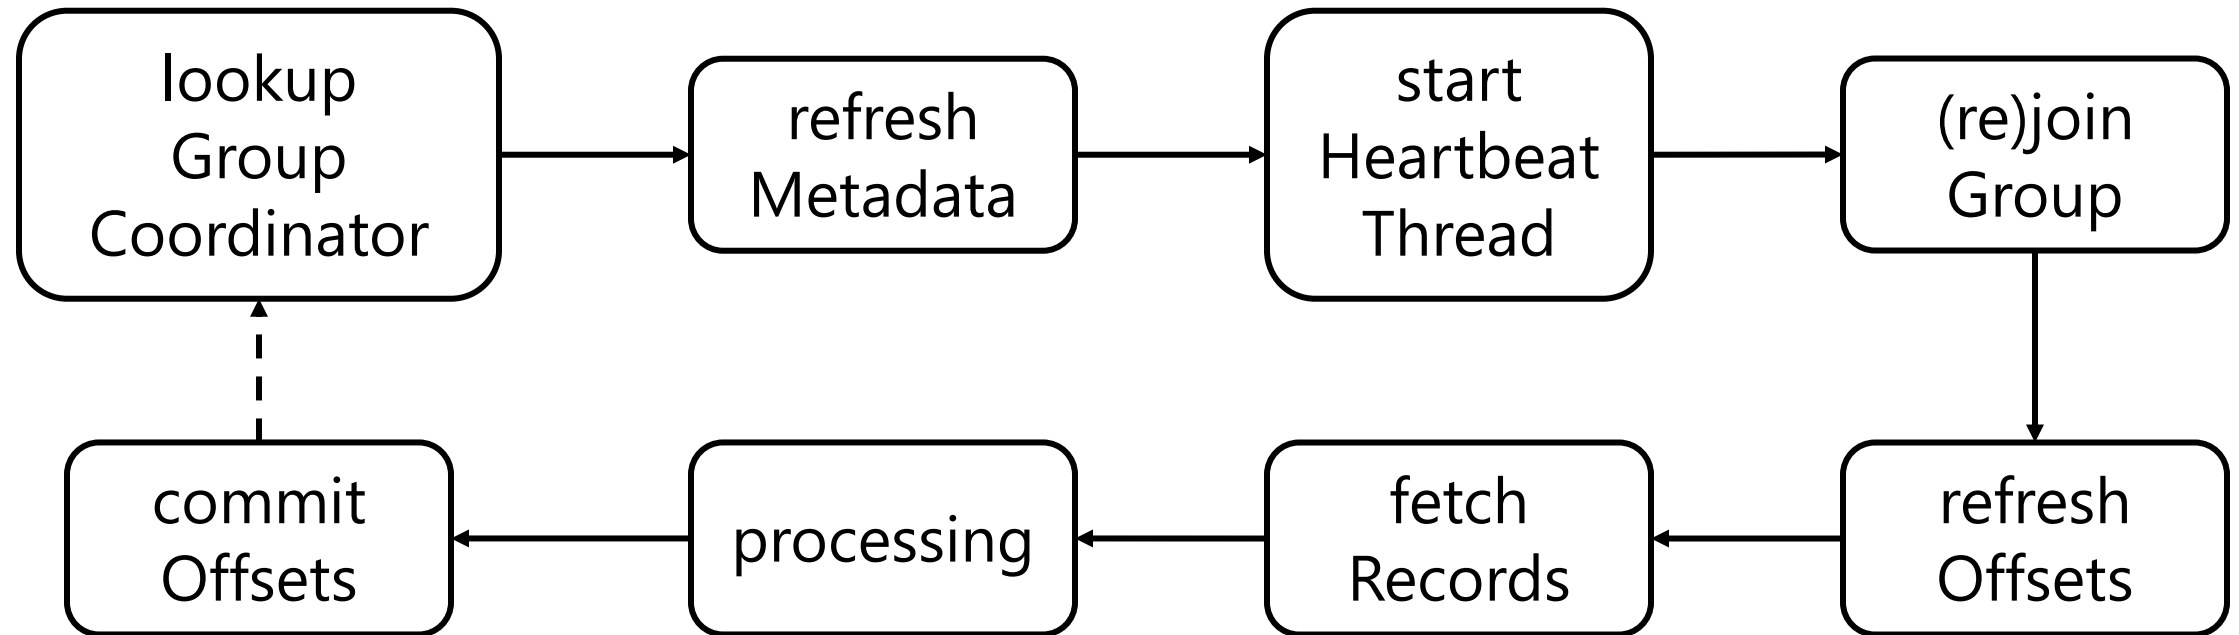 lookup
Group
Coordinator
refresh
Metadata
start
Heartbeat
Thread
(re)join
Group
commit
Offsets
processing
fetch
Records
refresh
Offsets